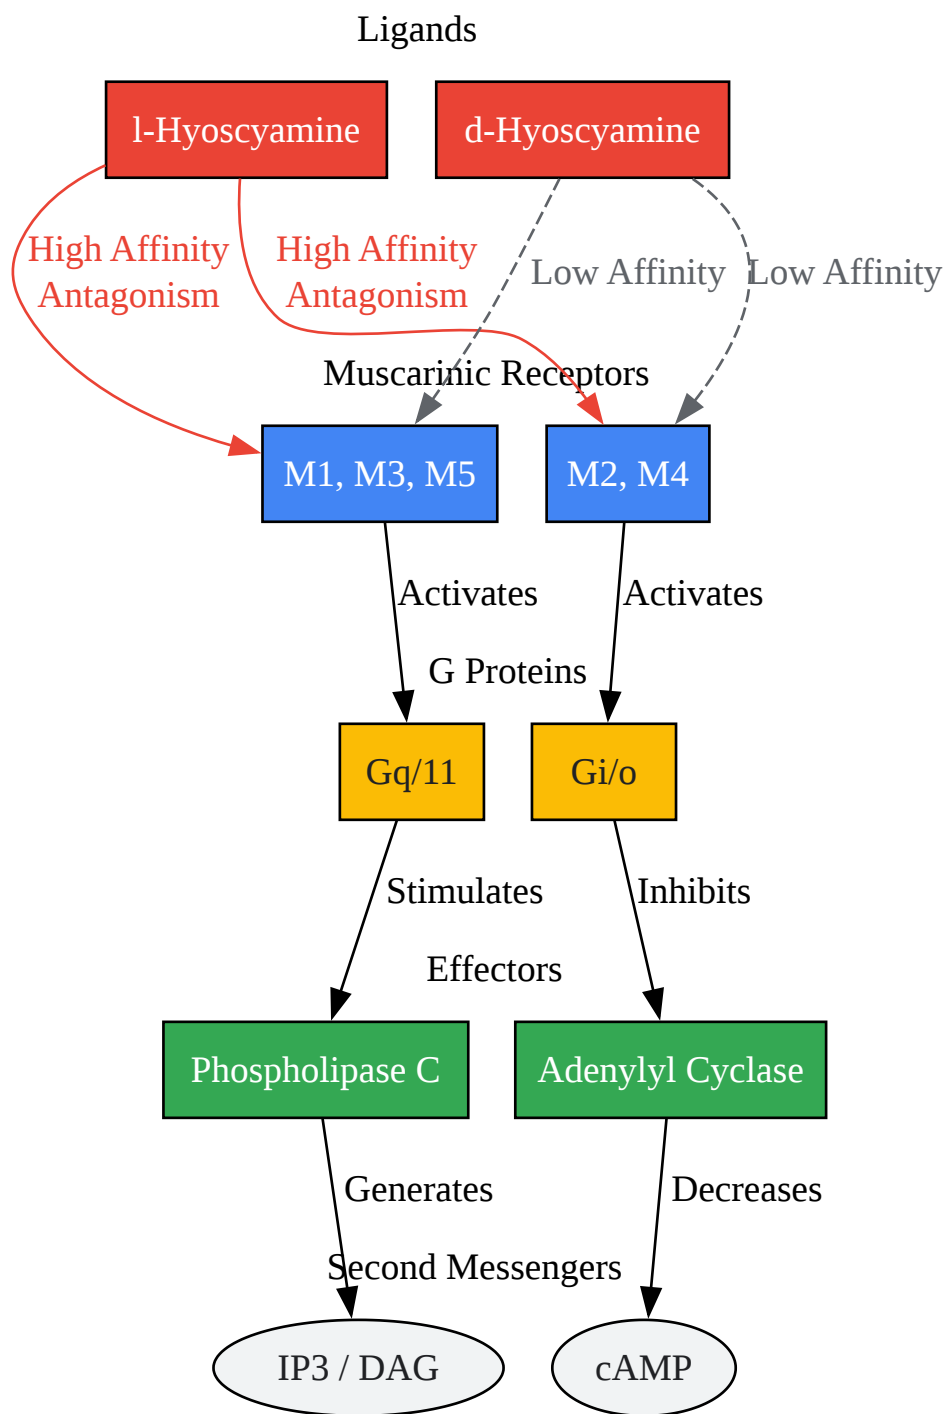 Ligands
l-Hyoscyamine
d-Hyoscyamine
High Affinity
Antagonism
High Affinity
Antagonism
Low Affinity
Low Affinity
Muscarinic Receptors
M1, M3, M5
M2, M4
Activates
Activates
G Proteins
Gq/11
Gi/o
Stimulates
Inhibits
Effectors
Phospholipase C
Adenylyl Cyclase
Generates
Decreases
Second Messengers
IP3 / DAG
cAMP